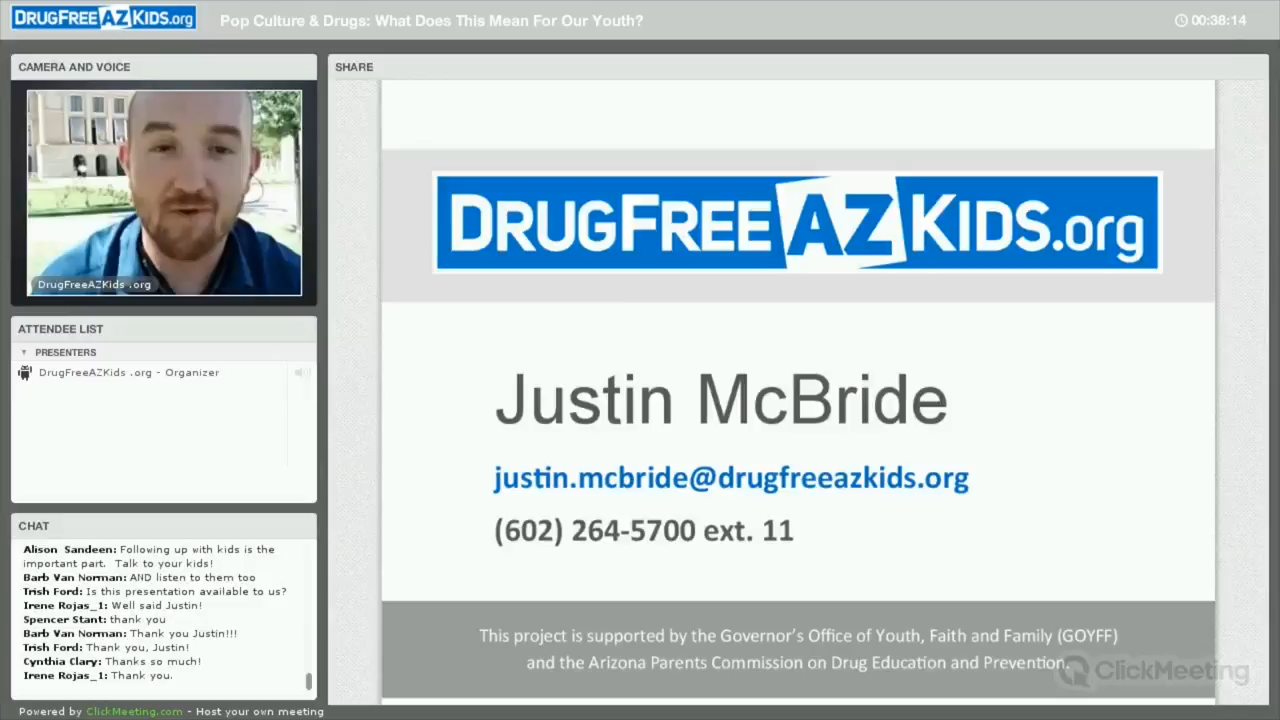 DRUGFREEAZKIDS.org
Pop Culture & Drugs: What Does This Mean For Our Youth?
00:38:14
CAMERA AND VOICE
DrugFreeAZKids .org
ATTENDEE LIST
PRESENTERS
DrugFreeAZKids .org - Organizer
CHAT
Alison Sandeen: Following up with kids is the
important part. Talk to your kids!
Barb Van Norman: AND listen to them too
Trish Ford: Is this presentation available to us?
Irene Rojas_1: Well said Justin!
Spencer Stant: thank you
Barb Van Norman: Thank you Justin!!!
Trish Ford: Thank you, Justin!
Cynthia Clary: Thanks so much!
Irene Rojas_1: Thank you.
SHARE
DRUGFREEAZKIDS.org
Justin McBride
justin.mcbride@drugfreeazkids.org
(602) 264-5700 ext. 11
This project is supported by the Governor's Office of Youth, Faith and Family (GOYFF)
and the Arizona Parents Commission on Drug Education and Prevention.
ClickMeeting
Powered by ClickMeeting.com - Host your own meeting